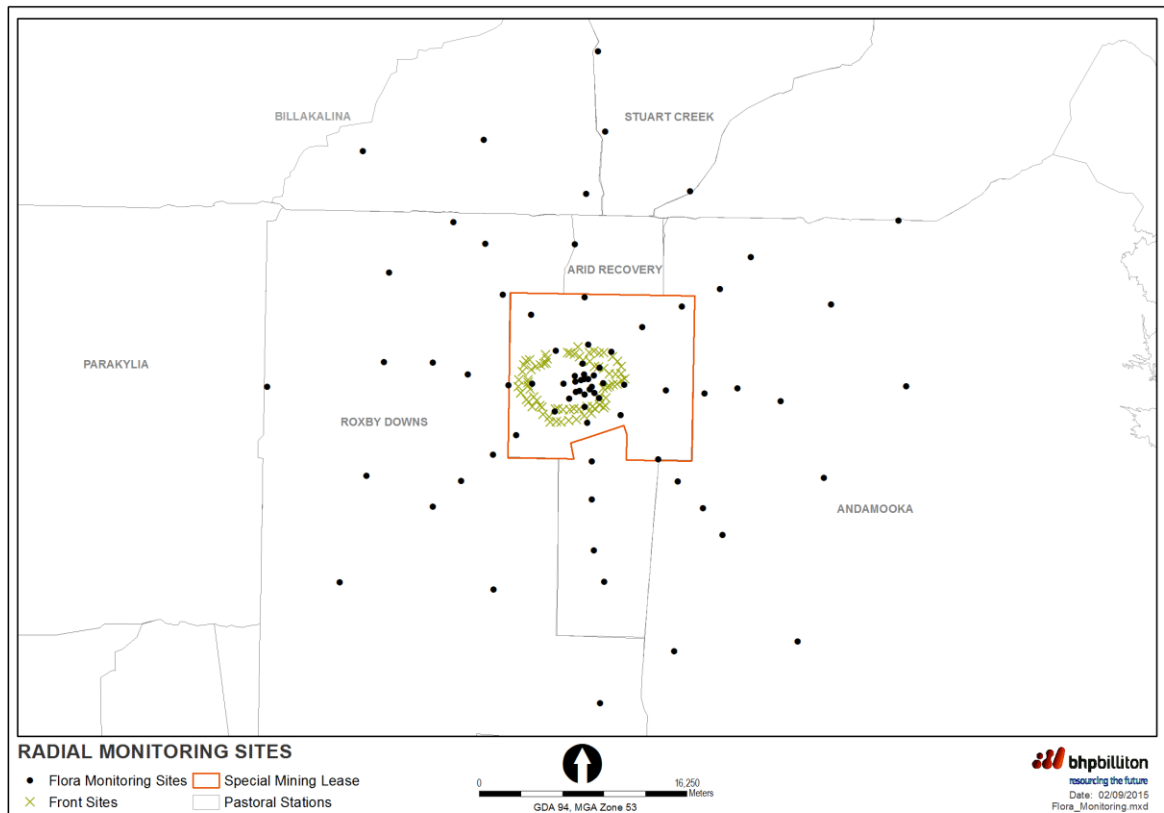 BILLAKALINA
STUART CREEK
ARID RECOVERY
PARAKYLIA
ROXBY DOWNS
ANDAMOOKA
RADIAL MONITORING SITES
Flora Monitoring Sites
Special Mining Lease
Front Sites
Pastoral Stations
0 16,250
Meters
GDA 94, MGA Zone 53
bhpbilliton
resourcing the future
Date: 02/09/2015
Flora_Monitoring.mxd